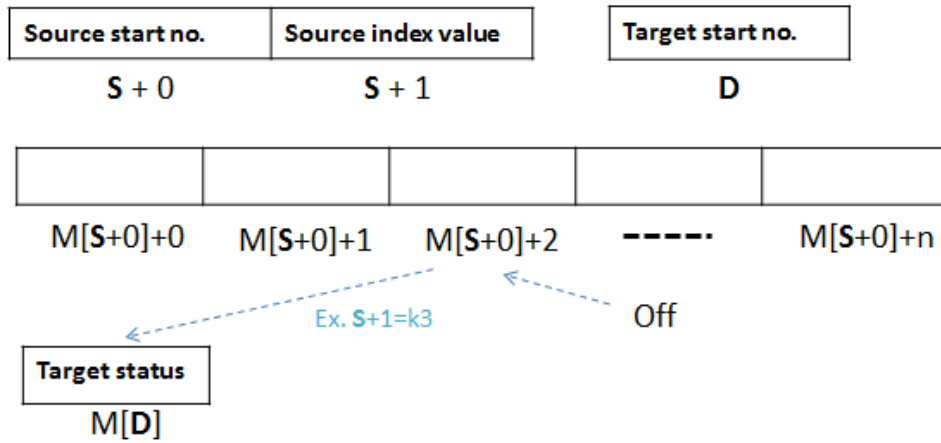 Source start no. Source index value Target start no.
S + 0 S + 1 D
M[S+0]+0 M[S+0]+1 M[S+0]+2 ----- M[S+0]+n
Ex. S+1=k3 Off
Target status
M[D]